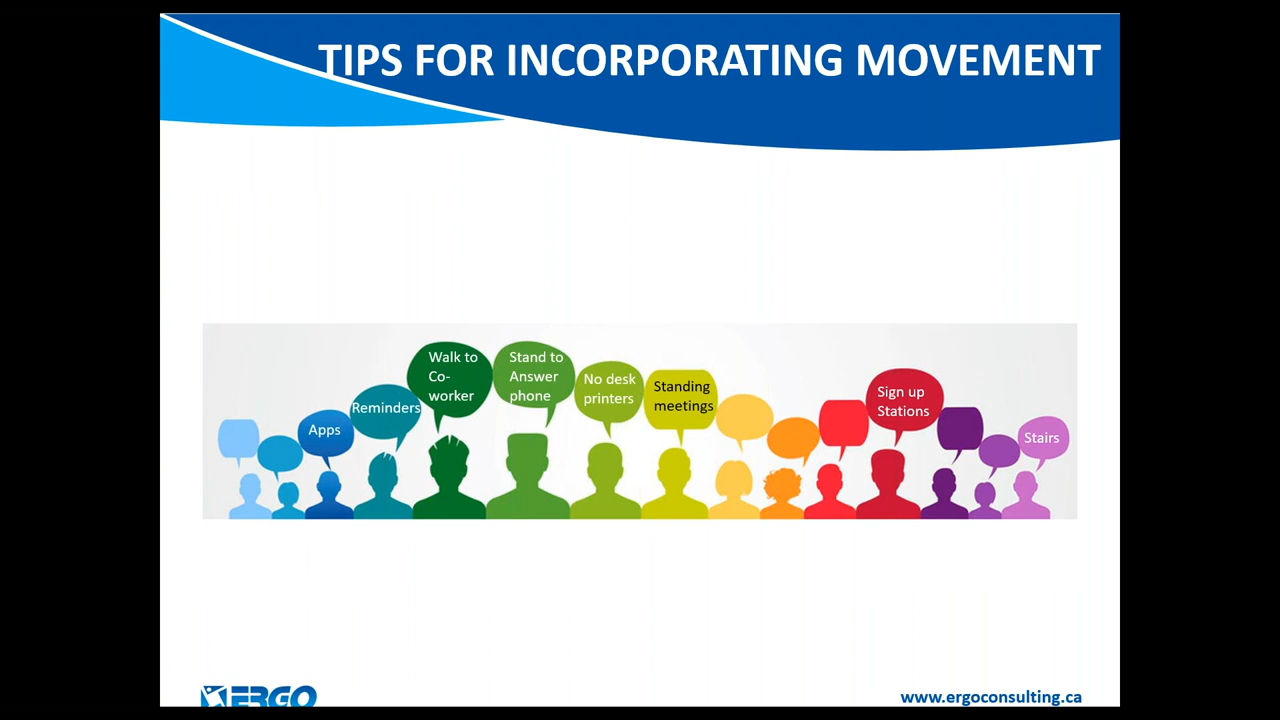 TIPS FOR INCORPORATING MOVEMENT
Apps
Reminders
Walk to
Co-
worker
Stand to
Answer
phone
No desk
printers
Standing
meetings
Sign up
Stations
Stairs
ERGO
www.ergoconsulting.ca